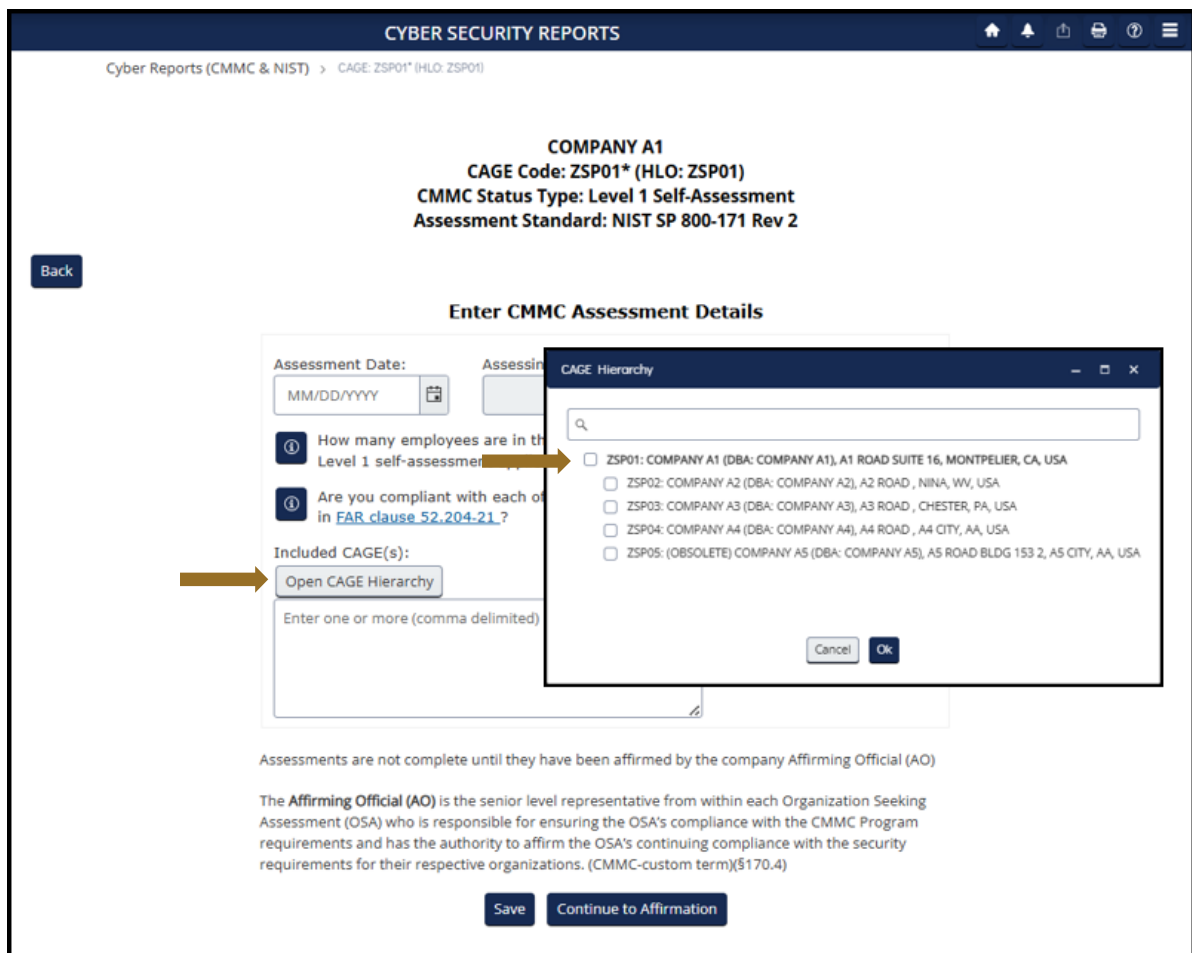 CYBER SECURITY REPORTS
Cyber Reports (CMMC & NIST) > CAGE: ZSP01* (HLO: ZSP01)
COMPANY A1
CAGE Code: ZSP01* (HLO: ZSP01)
CMMC Status Type: Level 1 Self-Assessment
Assessment Standard: NIST SP 800-171 Rev 2
Back
Enter CMMC Assessment Details
Assessment Date:
Assessin
MM/DD/YYYY
How many employees are in th
Level 1 self-assessmen
Are you compliant with each of
in FAR clause 52.204-21 ?
Included CAGE(s):
Open CAGE Hierarchy
Enter one or more (comma delimited)
CAGE Hierarchy
ZSP01: COMPANY A1 (DBA: COMPANY A1), A1 ROAD SUITE 16, MONTPELIER, CA, USA
ZSP02: COMPANY A2 (DBA: COMPANY A2), A2 ROAD , NINA, WV, USA
ZSP03: COMPANY A3 (DBA: COMPANY A3), A3 ROAD , CHESTER, PA, USA
ZSP04: COMPANY A4 (DBA: COMPANY A4), A4 ROAD , A4 CITY, AA, USA
ZSP05: (OBSOLETE) COMPANY A5 (DBA: COMPANY A5), A5 ROAD BLDG 153 2, A5 CITY, AA, USA
Cancel
Ok
Assessments are not complete until they have been affirmed by the company Affirming Official (AO)
The Affirming Official (AO) is the senior level representative from within each Organization Seeking
Assessment (OSA) who is responsible for ensuring the OSA's compliance with the CMMC Program
requirements and has the authority to affirm the OSA's continuing compliance with the security
requirements for their respective organizations. (CMMC-custom term)(§170.4)
Save
Continue to Affirmation